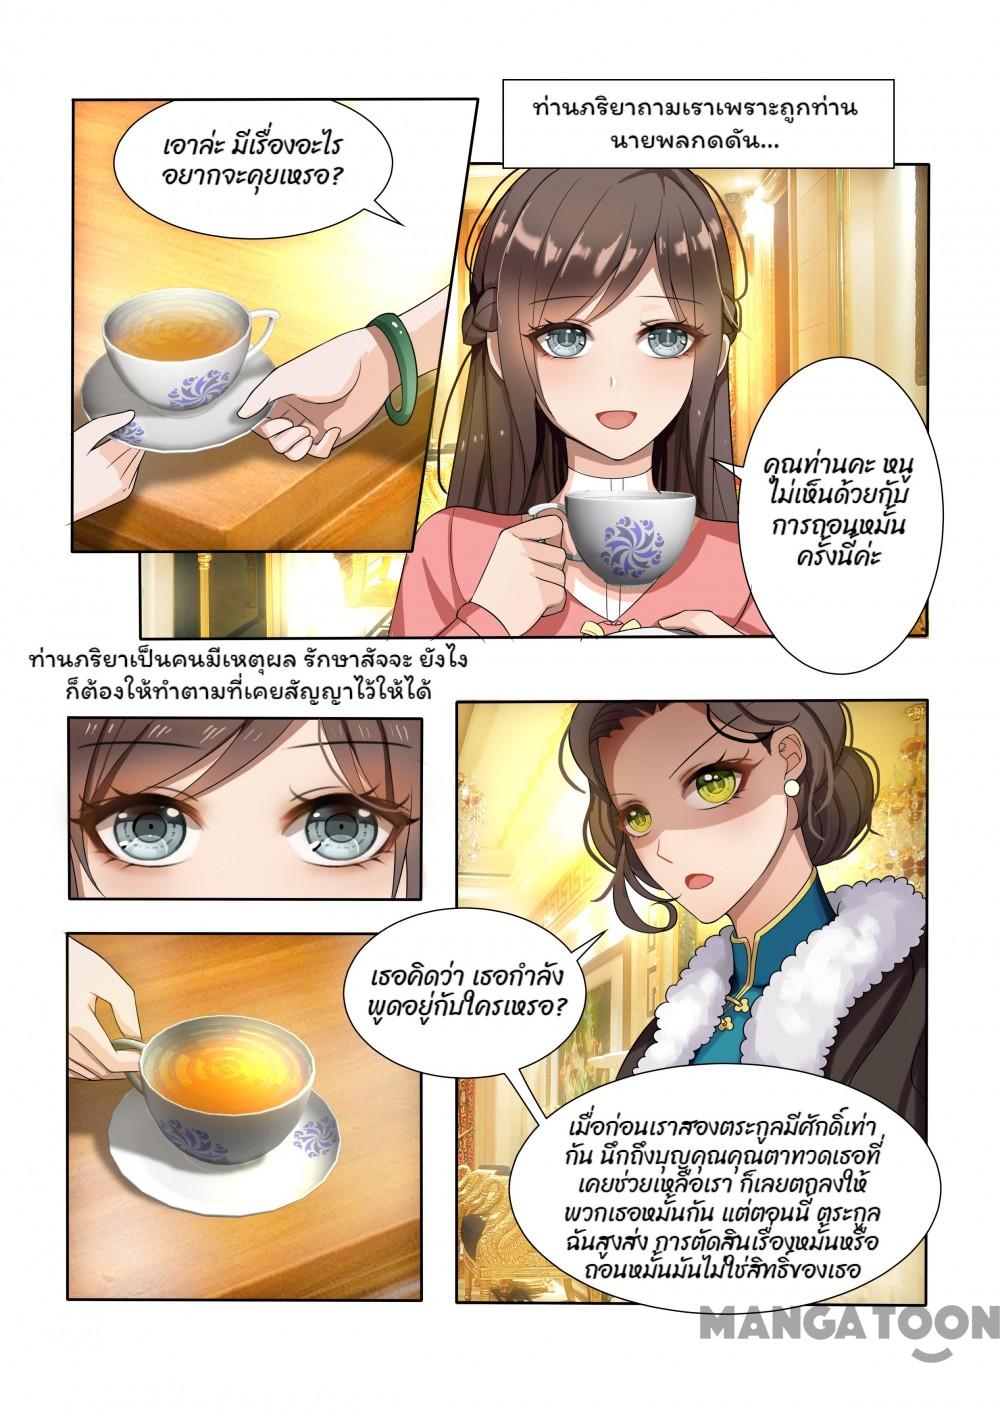 ท่านภริยาถามเราเพราะถูกท่าน
นายพลกดดัน...
เอาล่ะ มีเรื่องอะไร
อยากจะคุยเหรอ?
คุณท่านคะ หนู
ไม่เห็นด้วยกับ
การถอนหมั้น
ครั้งนี้ค่ะ
ท่านภริยาเป็นคนมีเหตุผล รักษาสัจจะ ยังไง
ก็ต้องให้ทำตามที่เคยสัญญาไว้ให้ได้
เธอคิดว่า เธอกำลัง
พูดอยู่กับใครเหรอ?
เมื่อก่อนเราสองตระกูลมีศักดิ์เท่า
กัน นึกถึงบุญคุณคุณตาทวดเธอที่
เคยช่วยเหลือเรา ก็เลยตกลงให้
พวกเธอหมั้นกัน แต่ตอนนี้ ตระกูล
ฉันสูงส่ง การตัดสินเรื่องหมั้นหรือ
ถอนหมั้นมันไม่ใช่สิทธิ์ของเธอ
MANGATOON